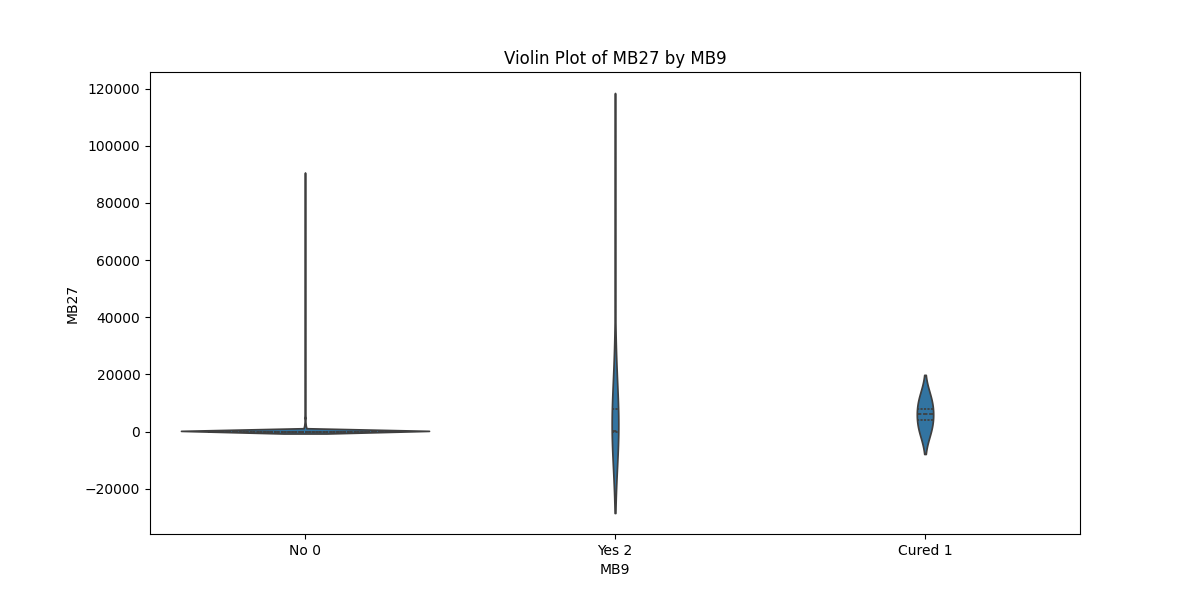 Violin Plot of MB27 by MB9
120000
100000
80000
60000
40000
20000
0
−20000
MB27
No 0
Yes 2
Cured 1
MB9